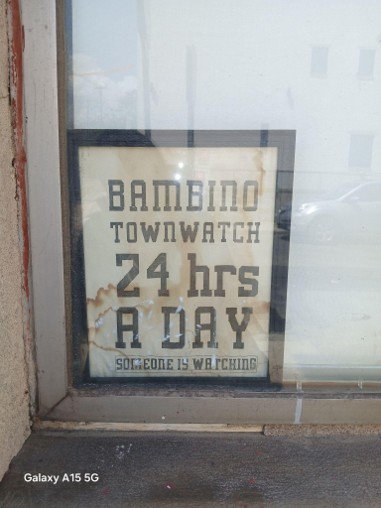 BAMBINO
TOWNWATCH
24 hrs
A DAY
SOMEONE IS WATCHING
Galaxy A15 5G